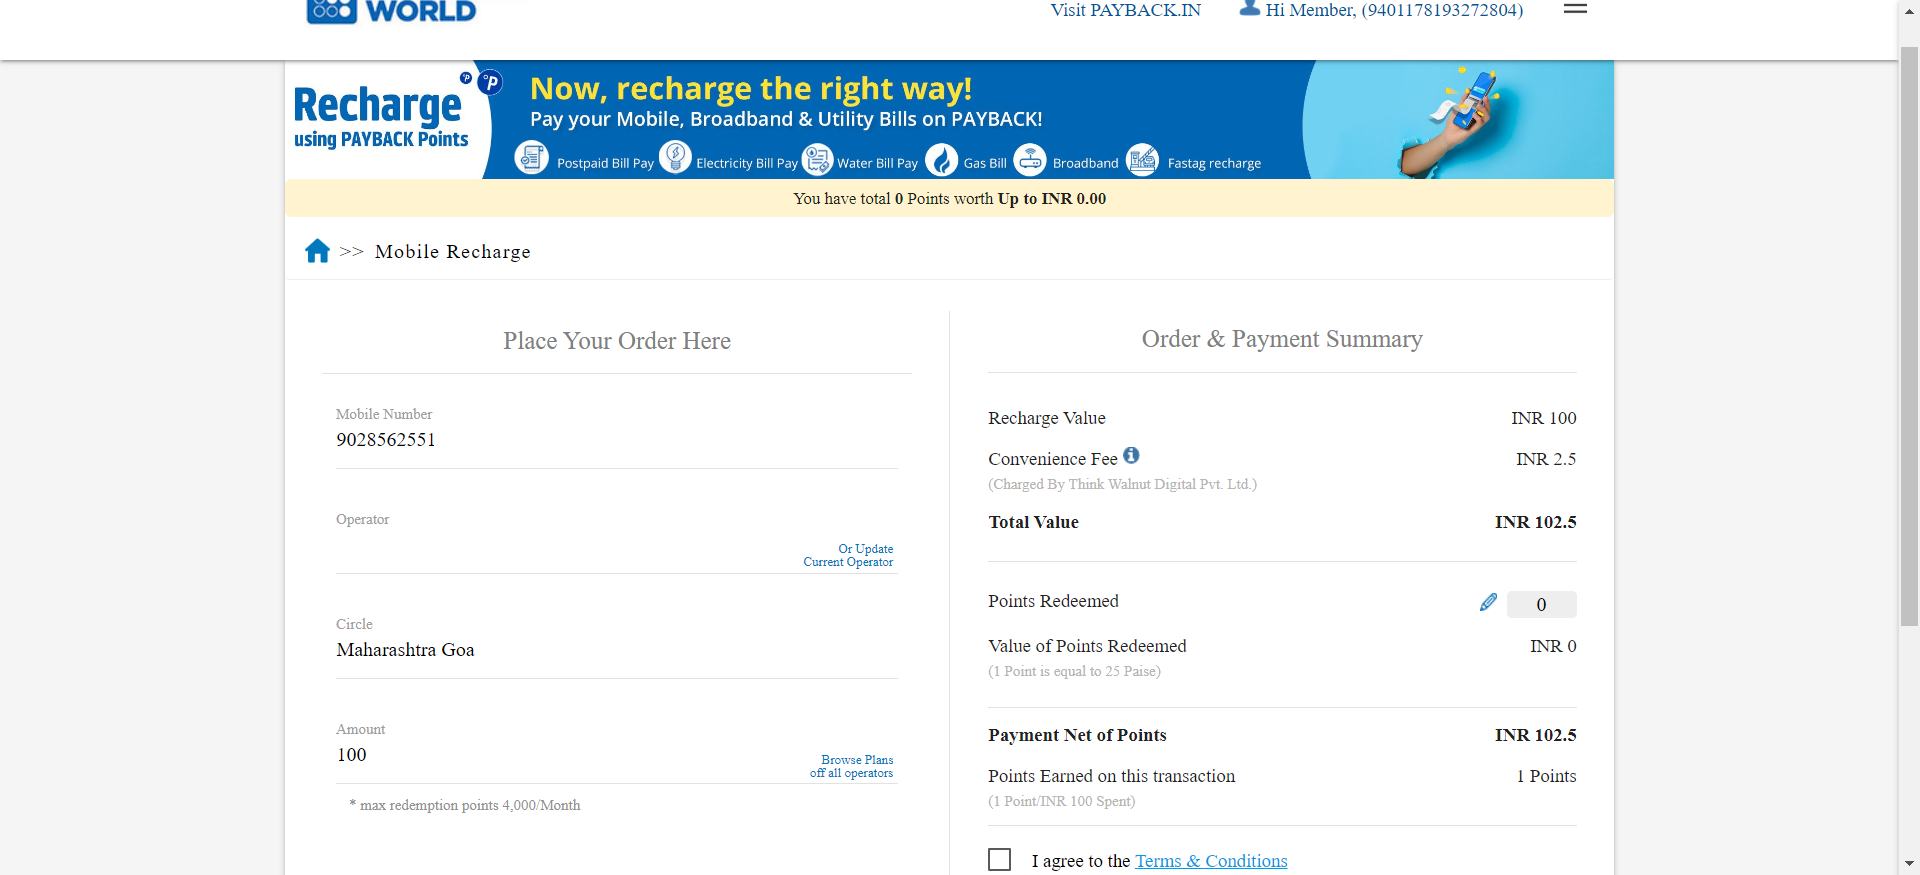 WORLD
Visit PAYBACK.IN
Hi Member, (9401178193272804)
Recharge
using PAYBACK Points
Now, recharge the right way!
Pay your Mobile, Broadband & Utility Bills on PAYBACK!
Postpaid Bill Pay
Electricity Bill Pay
Water Bill Pay
Gas Bill
Broadband
Fastag recharge
You have total 0 Points worth Up to INR 0.00
>> Mobile Recharge
Place Your Order Here
Mobile Number
9028562551
Operator
Or Update
Current Operator
Circle
Maharashtra Goa
Amount
100
Browse Plans
off all operators
* max redemption points 4,000/Month
Order & Payment Summary
Recharge Value INR 100
Convenience Fee INR 2.5
(Charged By Think Walnut Digital Pvt. Ltd.)
Total Value INR 102.5
Points Redeemed 0
Value of Points Redeemed INR 0
(1 Point is equal to 25 Paise)
Payment Net of Points INR 102.5
Points Earned on this transaction 1 Points
(1 Point/INR 100 Spent)
I agree to the Terms & Conditions